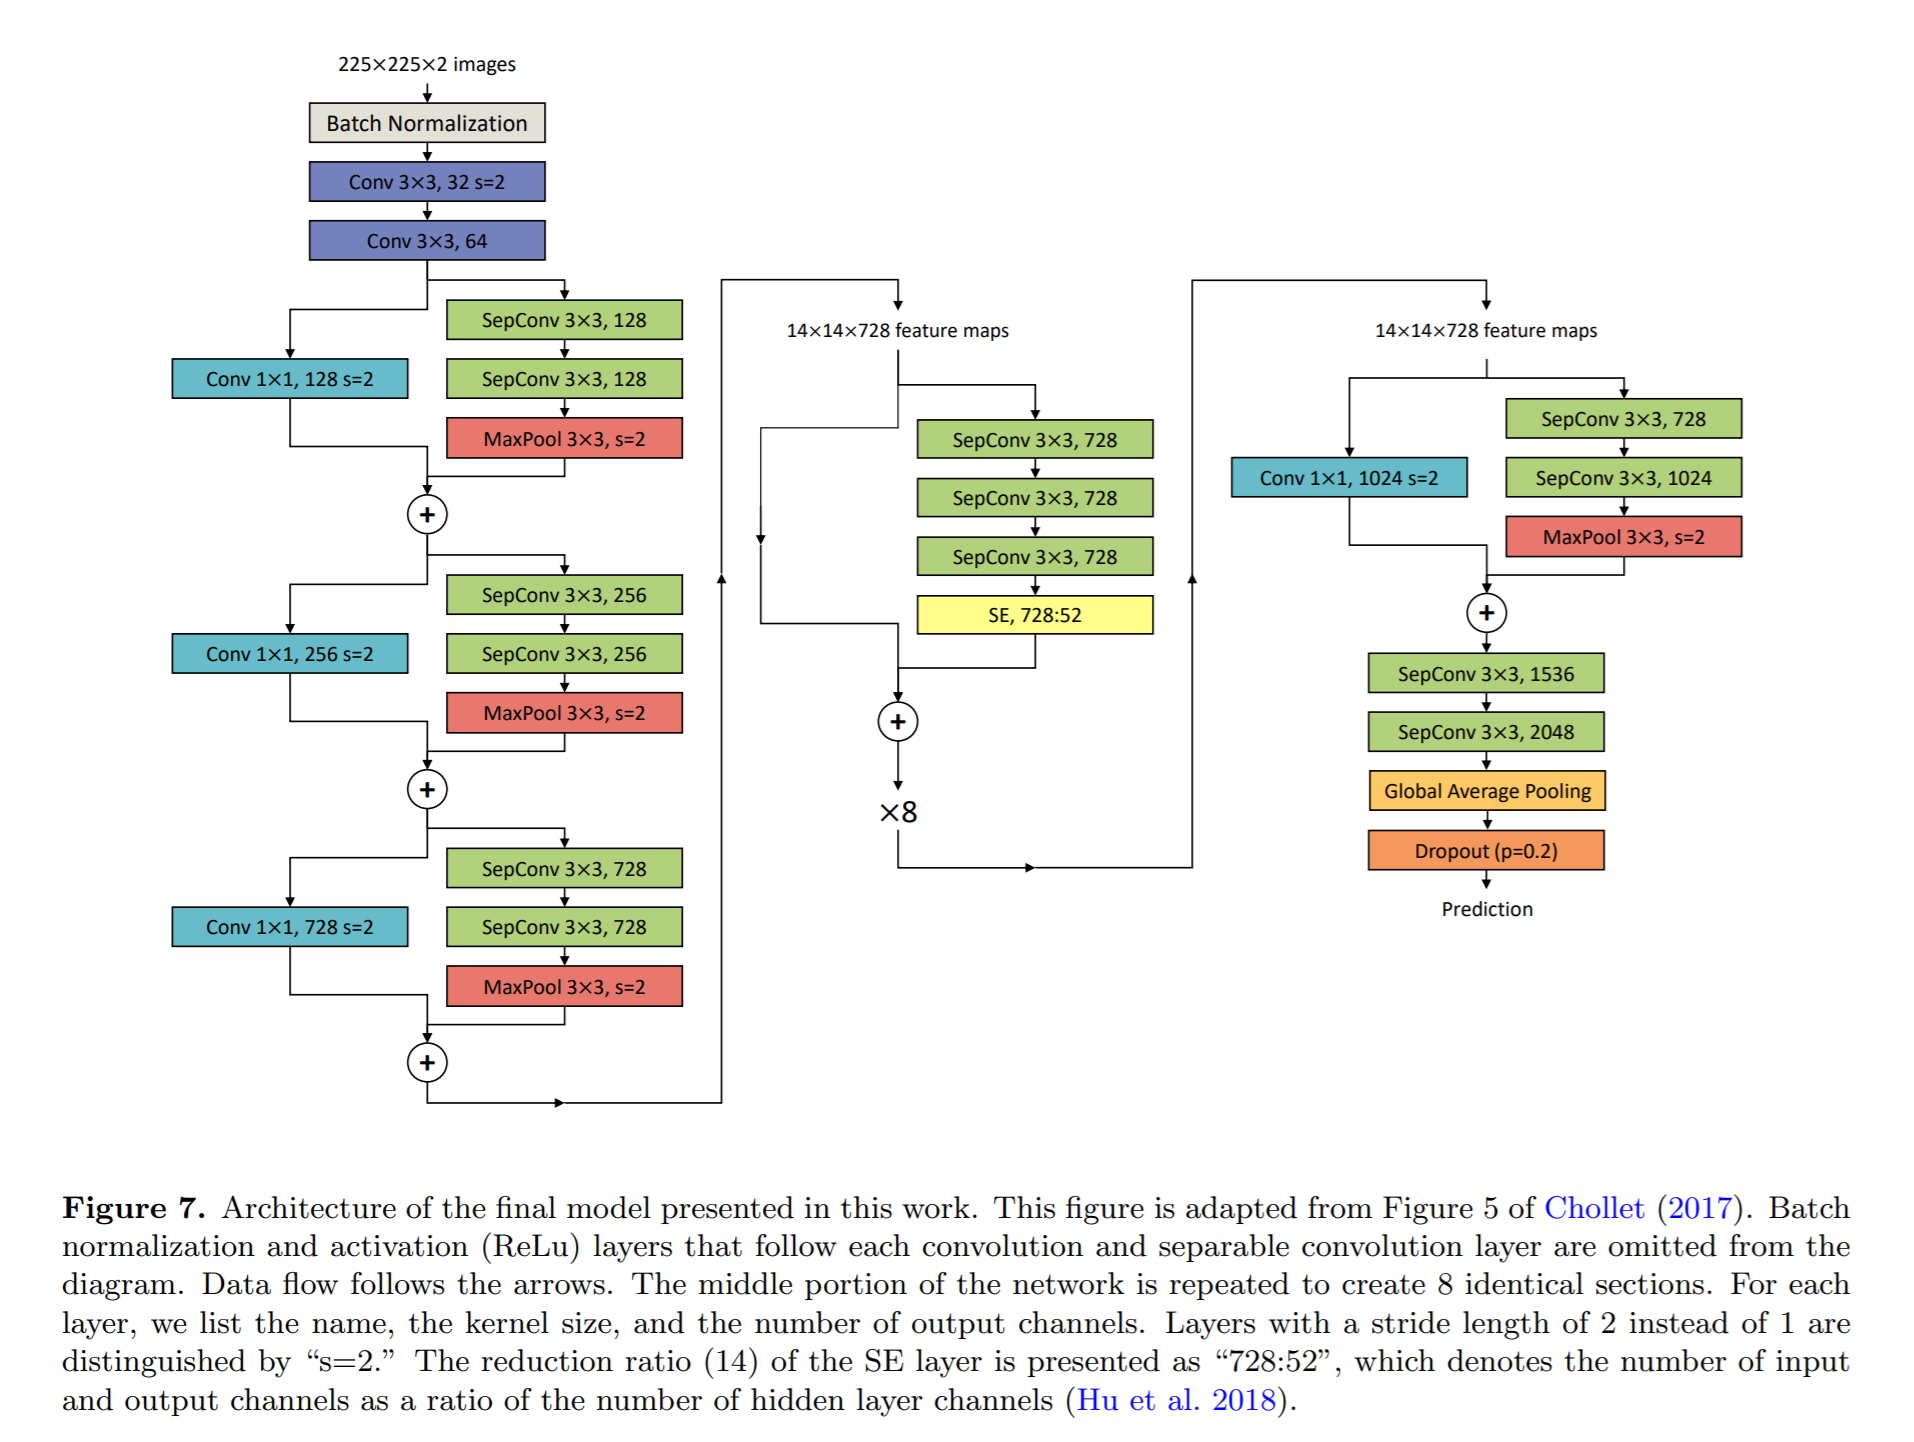 225×225×2 images
Batch Normalization
Conv 3×3, 32 s=2
Conv 3×3, 64
SepConv 3×3, 128
Conv 1×1, 128 s=2
SepConv 3×3, 128
MaxPool 3×3, s=2
+
SepConv 3×3, 256
Conv 1×1, 256 s=2
SepConv 3×3, 256
MaxPool 3×3, s=2
+
SepConv 3×3, 728
Conv 1×1, 728 s=2
SepConv 3×3, 728
MaxPool 3×3, s=2
+
14×14×728 feature maps
SepConv 3×3, 728
SepConv 3×3, 728
SepConv 3×3, 728
SE, 728:52
+
×8
14×14×728 feature maps
SepConv 3×3, 728
Conv 1×1, 1024 s=2
SepConv 3×3, 1024
MaxPool 3×3, s=2
+
SepConv 3×3, 1536
SepConv 3×3, 2048
Global Average Pooling
Dropout (p=0.2)
Prediction
Figure 7. Architecture of the final model presented in this work. This figure is adapted from Figure 5 of Chollet (2017). Batch
normalization and activation (ReLu) layers that follow each convolution and separable convolution layer are omitted from the
diagram. Data flow follows the arrows. The middle portion of the network is repeated to create 8 identical sections. For each
layer, we list the name, the kernel size, and the number of output channels. Layers with a stride length of 2 instead of 1 are
distinguished by “s=2.” The reduction ratio (14) of the SE layer is presented as “728:52”, which denotes the number of input
and output channels as a ratio of the number of hidden layer channels (Hu et al. 2018).